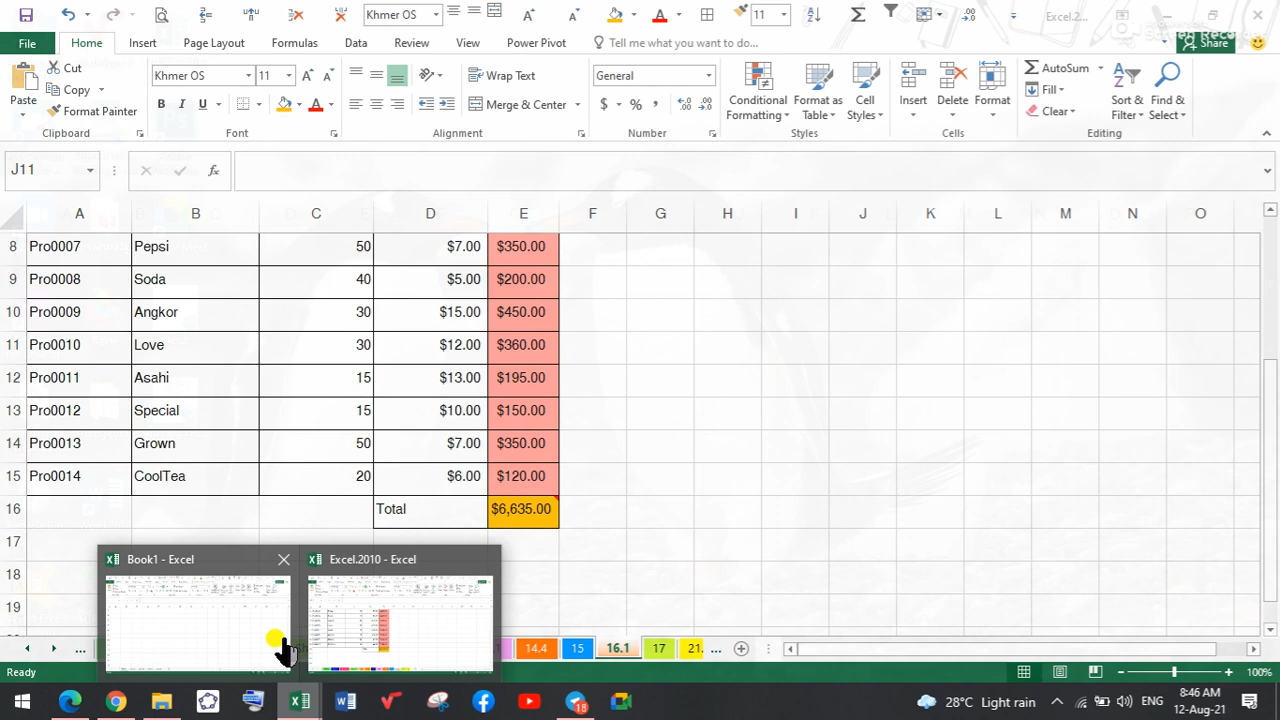 Khmer OS
11
Excel.2...
Screen Recorder
File
Home
Insert
Page Layout
Formulas
Data
Review
View
Power Pivot
Tell me what you want to do...
Share
Paste
Cut
Copy
Format Painter
Clipboard
Khmer OS
11
B I U
Font
Wrap Text
Merge & Center
Alignment
General
$ % ,
Number
Conditional
Formatting
Format as
Table
Cell
Styles
Styles
Insert
Delete
Format
Cells
AutoSum
Fill
Clear
Sort &
Filter
Find &
Select
Editing
J11
fx
A B C D E F G H I J K L M N O
8 Pro0007 Pepsi 50 $7.00 $350.00
9 Pro0008 Soda 40 $5.00 $200.00
10 Pro0009 Angkor 30 $15.00 $450.00
11 Pro0010 Love 30 $12.00 $360.00
12 Pro0011 Asahi 15 $13.00 $195.00
13 Pro0012 Special 15 $10.00 $150.00
14 Pro0013 Grown 50 $7.00 $350.00
15 Pro0014 CoolTea 20 $6.00 $120.00
16 Total $6,635.00
17
18
19
Book1 - Excel
Excel.2010 - Excel
... 14.4 15 16.1 17 21. ...
Ready
100%
18
28°C Light rain
ENG
8:46 AM
12-Aug-21